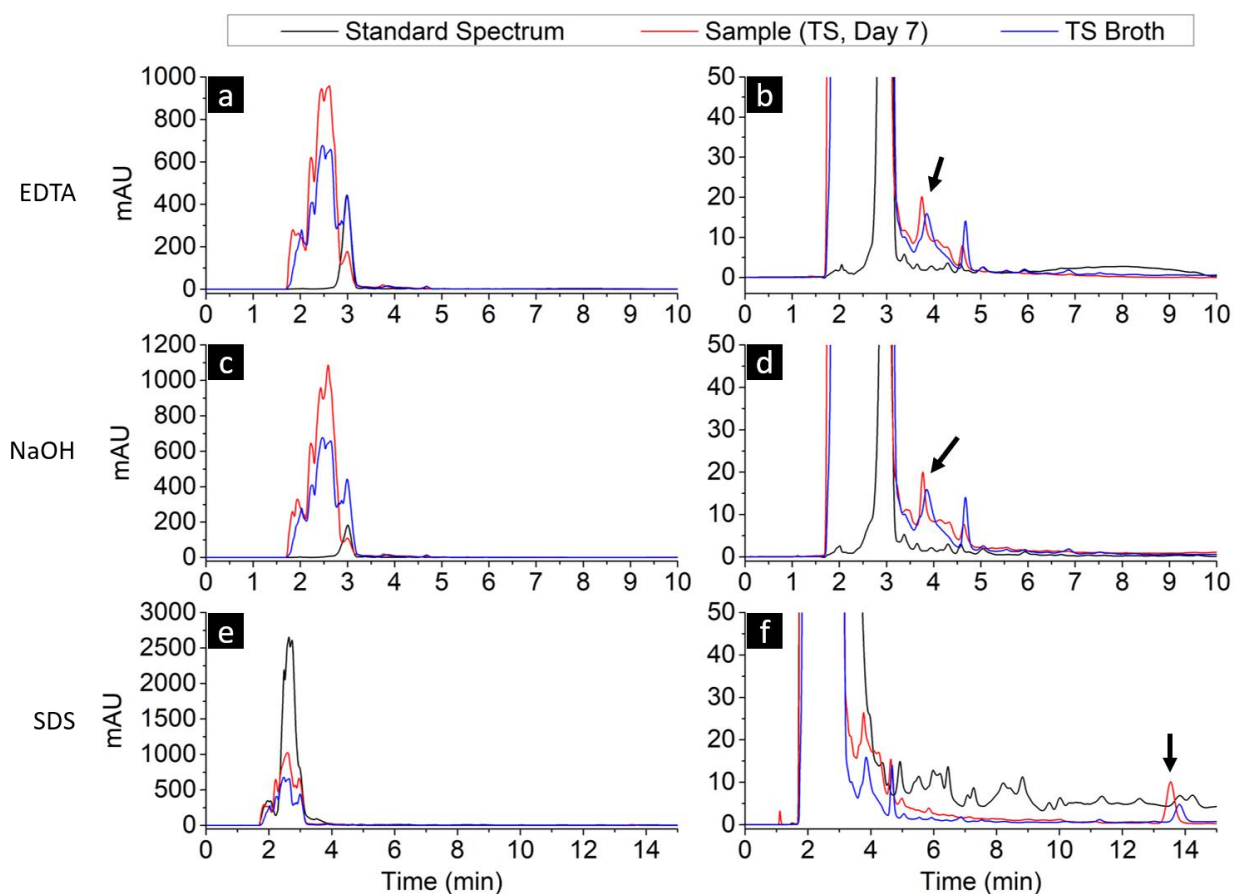 Standard Spectrum Sample (TS, Day 7) TS Broth
EDTA
mAU
a
1000
800
600
400
200
0
0 1 2 3 4 5 6 7 8 9 10
b
50
40
30
20
10
0
0 1 2 3 4 5 6 7 8 9 10
NaOH
mAU
c
1200
1000
800
600
400
200
0
0 1 2 3 4 5 6 7 8 9 10
d
50
40
30
20
10
0
0 1 2 3 4 5 6 7 8 9 10
SDS
mAU
e
3000
2500
2000
1500
1000
500
0
0 2 4 6 8 10 12 14
Time (min)
f
50
40
30
20
10
0
0 2 4 6 8 10 12 14
Time (min)